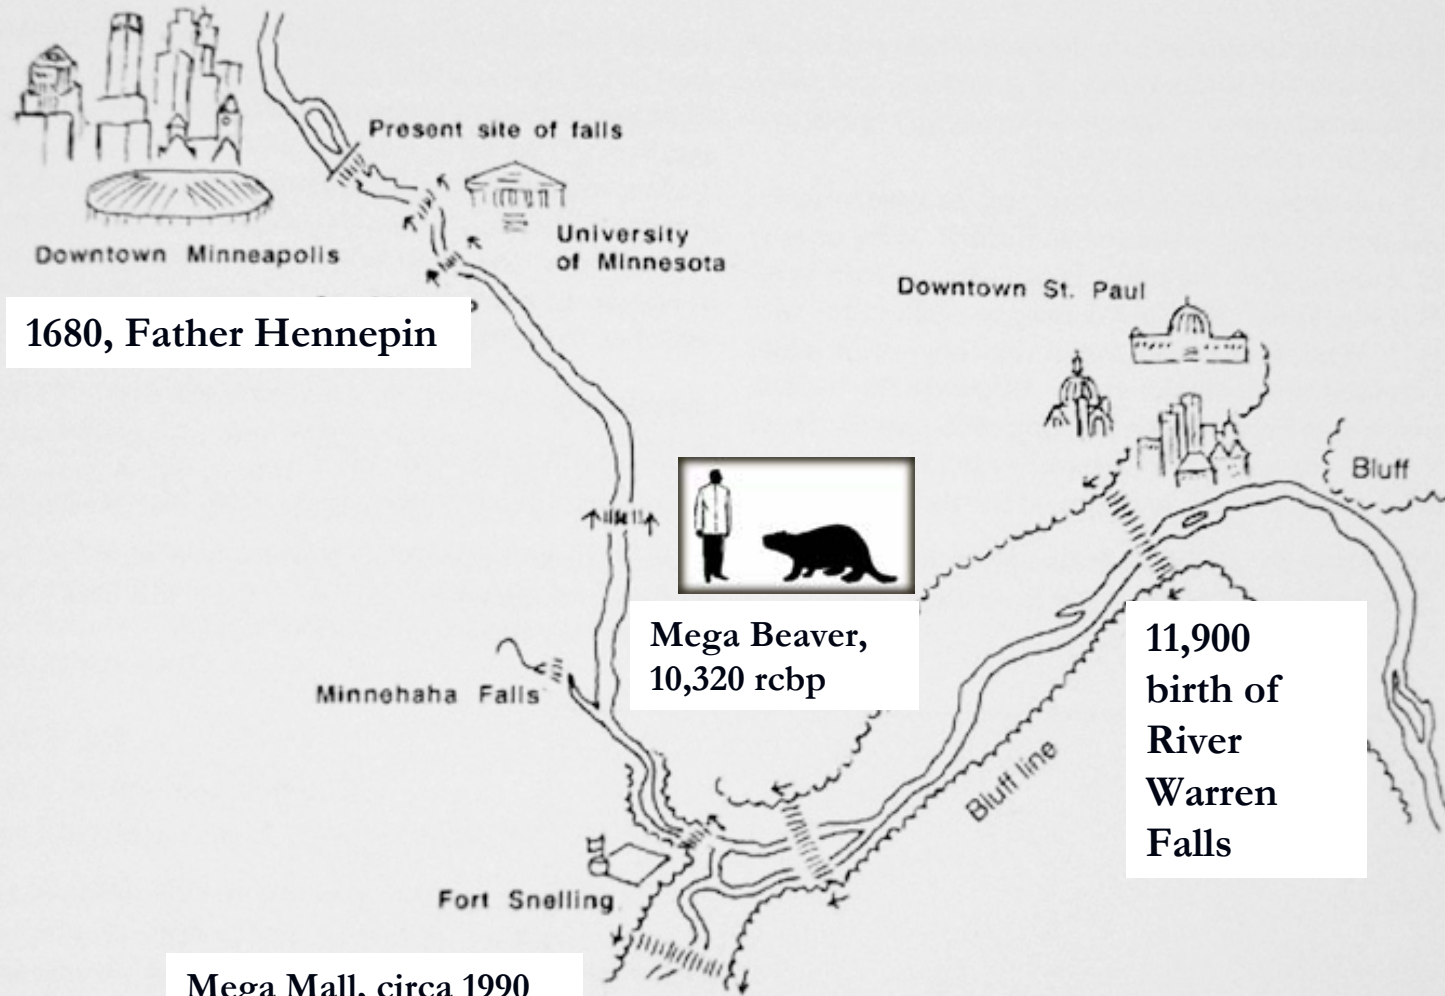 Present site of falls
University
of Minnesota
Downtown Minneapolis
Downtown St. Paul
1680, Father Hennepin
Bluff
Mega Beaver,
10,320 rcbp
11,900
birth of
River
Warren
Falls
Minnehaha Falls
Bluff line
Fort Snelling
Mega Mall, circa 1990